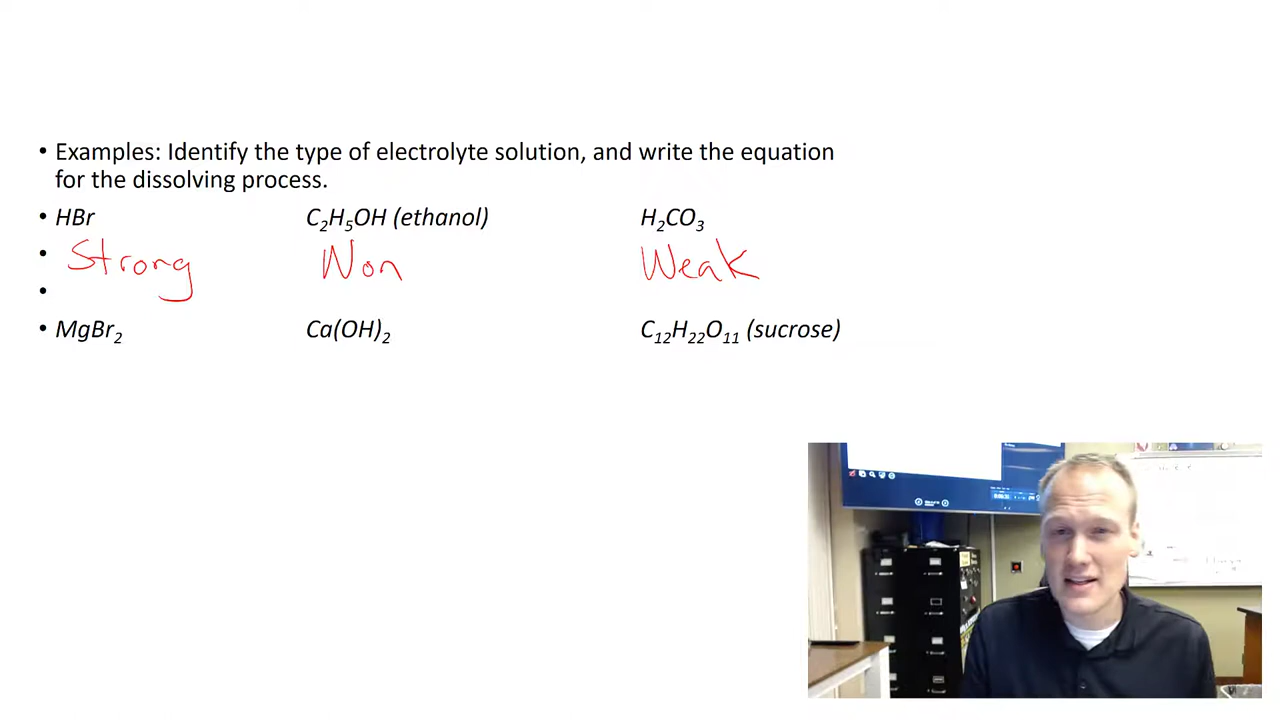 • Examples: Identify the type of electrolyte solution, and write the equation
for the dissolving process.
• HBr C₂H₅OH (ethanol) H₂CO₃
• Strong Non Weak
•
• MgBr₂ Ca(OH)₂ C₁₂H₂₂O₁₁ (sucrose)